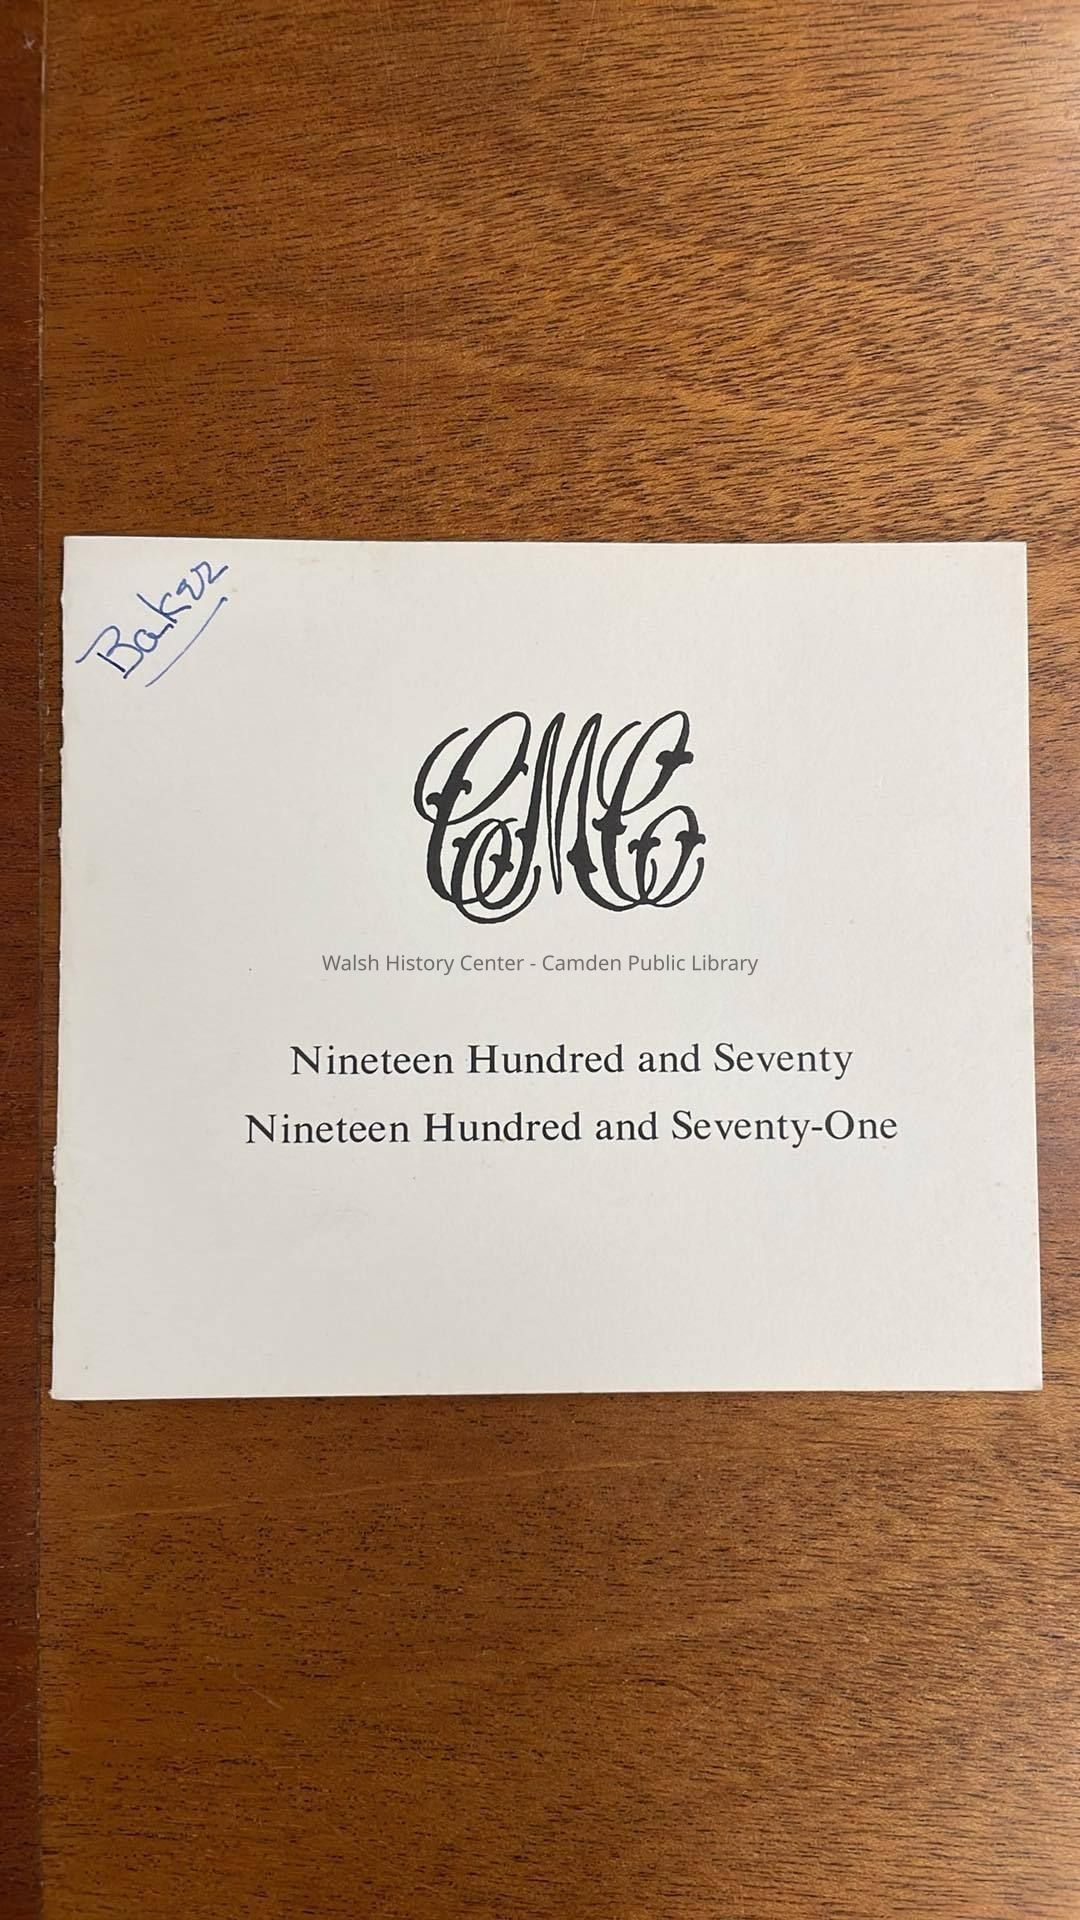 Baker
CMC
Walsh History Center - Camden Public Library
Nineteen Hundred and Seventy
Nineteen Hundred and Seventy-One